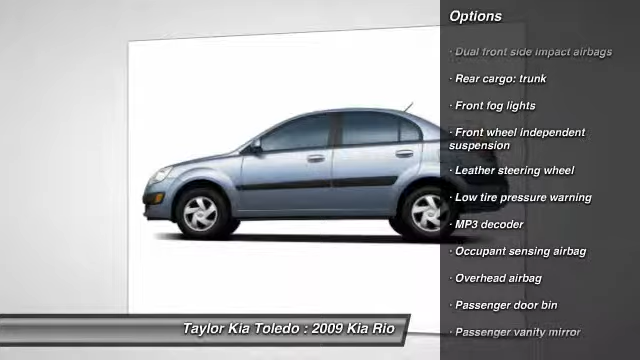 Options
· Dual front side impact airbags
· Rear cargo: trunk
· Front fog lights
· Front wheel independent
suspension
· Leather steering wheel
· Low tire pressure warning
· MP3 decoder
· Occupant sensing airbag
· Overhead airbag
· Passenger door bin
· Passenger vanity mirror
Taylor Kia Toledo : 2009 Kia Rio